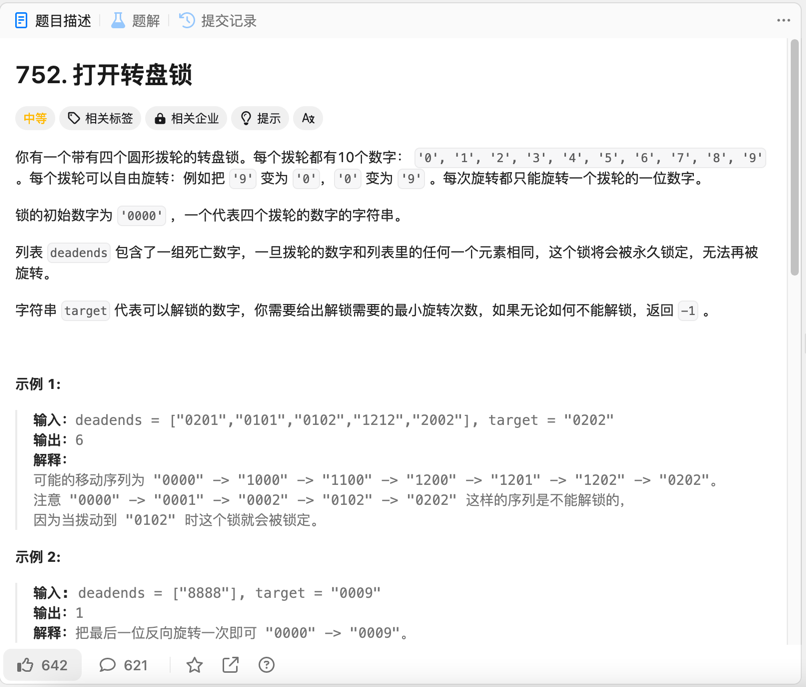 题目描述 题解 提交记录
752. 打开转盘锁
中等 相关标签 相关企业 提示 Aあ
你有一个带有四个圆形拨轮的转盘锁。每个拨轮都有10个数字： '0', '1', '2', '3', '4', '5', '6', '7', '8', '9'
。每个拨轮可以自由旋转：例如把 '9' 变为 '0'，'0' 变为 '9' 。每次旋转都只能旋转一个拨轮的一位数字。
锁的初始数字为 '0000' ，一个代表四个拨轮的数字的字符串。
列表 deadends 包含了一组死亡数字，一旦拨轮的数字和列表里的任何一个元素相同，这个锁将会被永久锁定，无法再被
旋转。
字符串 target 代表可以解锁的数字，你需要给出解锁需要的最小旋转次数，如果无论如何不能解锁，返回 -1 。
示例 1:
输入：deadends = ["0201","0101","0102","1212","2002"], target = "0202"
输出：6
解释：
可能的移动序列为 "0000" -> "1000" -> "1100" -> "1200" -> "1201" -> "1202" -> "0202"。
注意 "0000" -> "0001" -> "0002" -> "0102" -> "0202" 这样的序列是不能解锁的，
因为当拨动到 "0102" 时这个锁就会被锁定。
示例 2:
输入: deadends = ["8888"], target = "0009"
输出：1
解释：把最后一位反向旋转一次即可 "0000" -> "0009"。
642 621